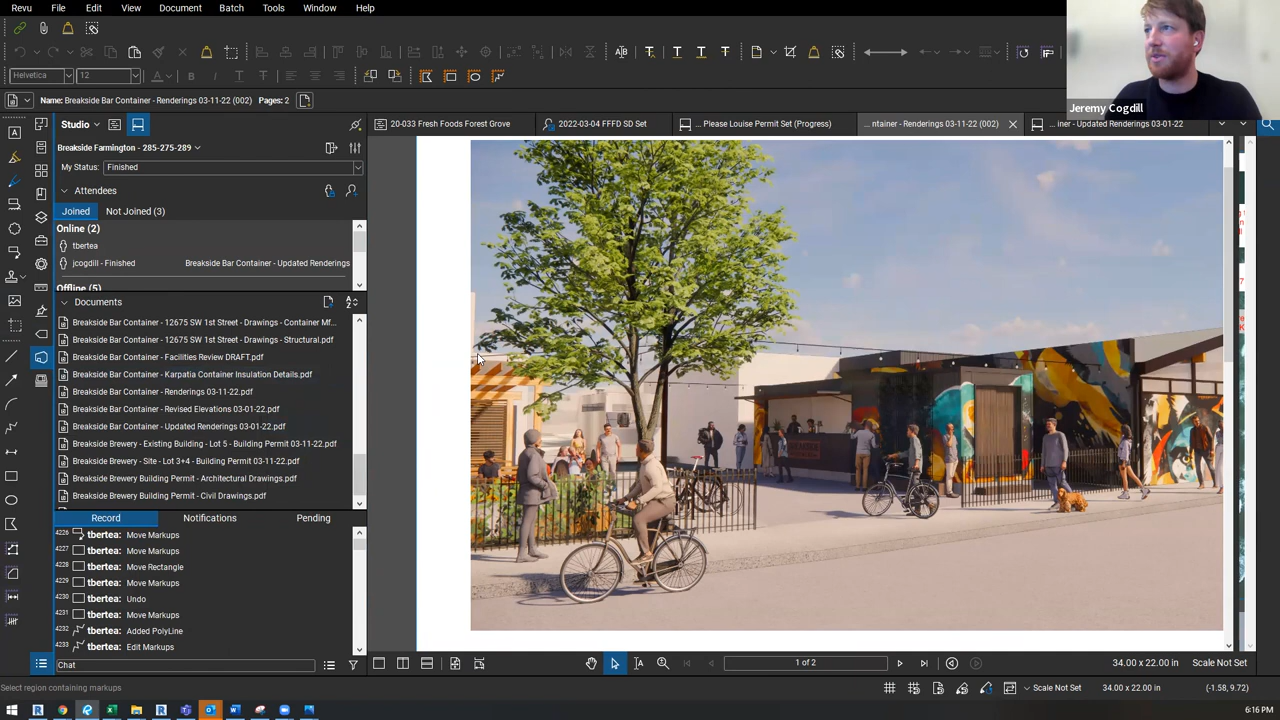 Revu File Edit View Document Batch Tools Window Help
Helvetica 12
Name: Breakside Bar Container - Renderings 03-11-22 (002) Pages: 2
Jeremy Cogdill
Studio
20-033 Fresh Foods Forest Grove
2022-03-04 FFFD SD Set
... Please Louise Permit Set (Progress)
... ntainer - Renderings 03-11-22 (002)
... iner - Updated Renderings 03-01-22
Breakside Farmington - 285-275-289
My Status: Finished
Attendees
Joined Not Joined (3)
Online (2)
tbertea
jcogdill - Finished Breakside Bar Container - Updated Renderings
Offline (5)
Documents
Breakside Bar Container - 12675 SW 1st Street - Drawings - Container Mf...
Breakside Bar Container - 12675 SW 1st Street - Drawings - Structural.pdf
Breakside Bar Container - Facilities Review DRAFT.pdf
Breakside Bar Container - Karpatia Container Insulation Details.pdf
Breakside Bar Container - Renderings 03-11-22.pdf
Breakside Bar Container - Revised Elevations 03-01-22.pdf
Breakside Bar Container - Updated Renderings 03-01-22.pdf
Breakside Brewery - Existing Building - Lot 5 - Building Permit 03-11-22.pdf
Breakside Brewery - Site - Lot 3+4 - Building Permit 03-11-22.pdf
Breakside Brewery Building Permit - Architectural Drawings.pdf
Breakside Brewery Building Permit - Civil Drawings.pdf
Record Notifications Pending
4226 tbertea: Move Markups
4227 tbertea: Move Markups
4228 tbertea: Move Rectangle
4229 tbertea: Move Markups
4230 tbertea: Undo
4231 tbertea: Move Markups
4232 tbertea: Added PolyLine
4233 tbertea: Edit Markups
Chat
1 of 2
34.00 x 22.00 in Scale Not Set
Select region containing markups
Scale Not Set 34.00 x 22.00 in (-1.58, 9.72)
6:16 PM